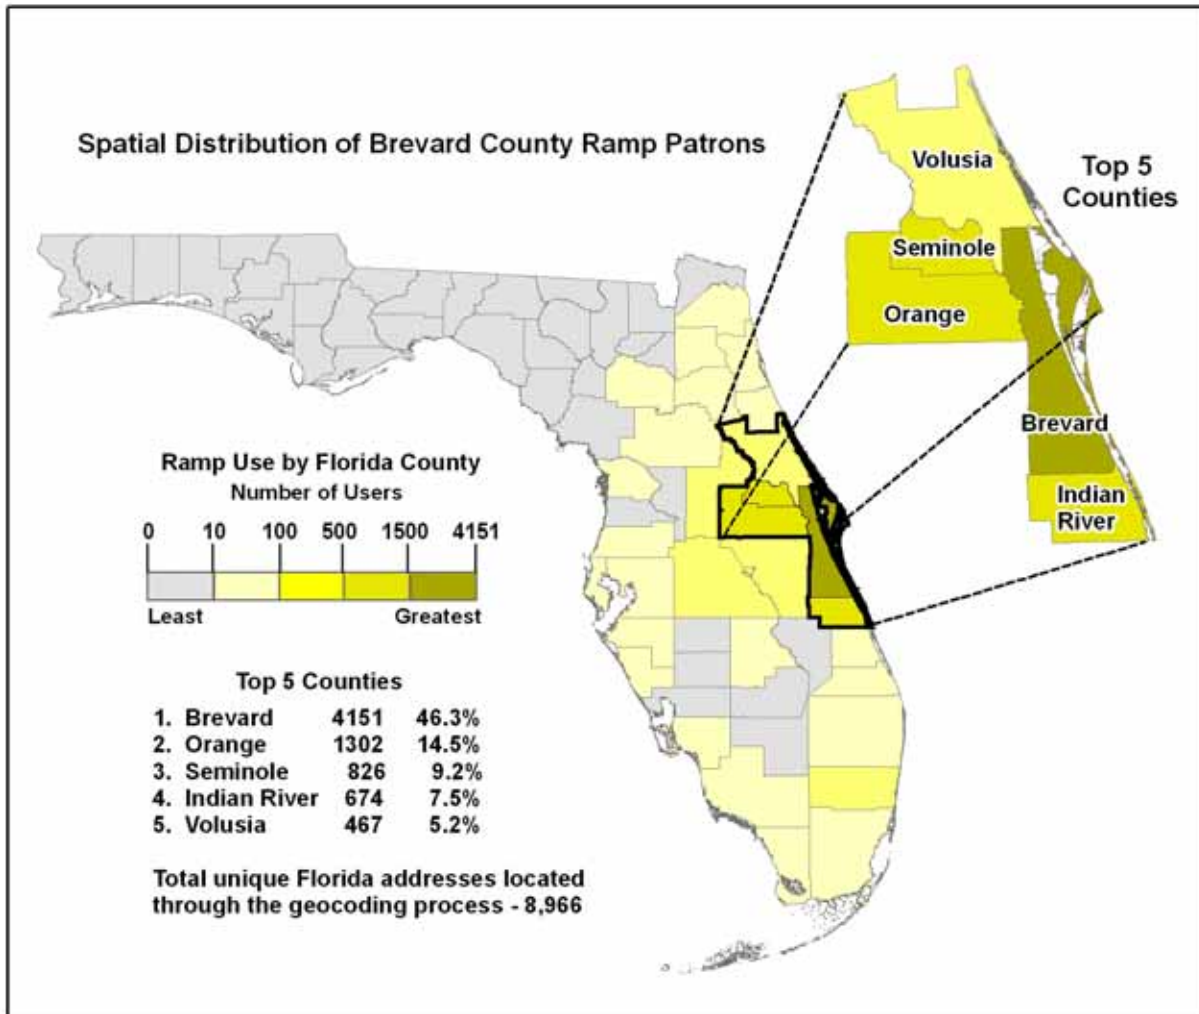 Spatial Distribution of Brevard County Ramp Patrons
Top 5
Counties
Volusia
Seminole
Orange
Brevard
Indian
River
Ramp Use by Florida County
Number of Users
0 10 100 500 1500 4151
Least Greatest
Top 5 Counties
1. Brevard 4151 46.3%
2. Orange 1302 14.5%
3. Seminole 826 9.2%
4. Indian River 674 7.5%
5. Volusia 467 5.2%
Total unique Florida addresses located
through the geocoding process - 8,966